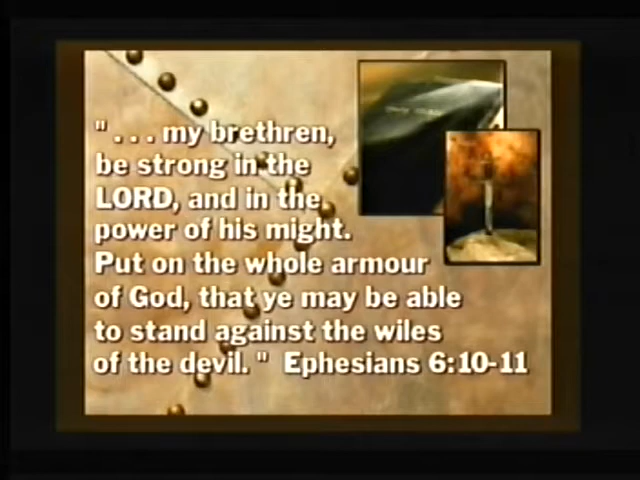 " . . . my brethren,
be strong in the
LORD, and in the
power of his might.
Put on the whole armour
of God, that ye may be able
to stand against the wiles
of the devil. " Ephesians 6:10-11